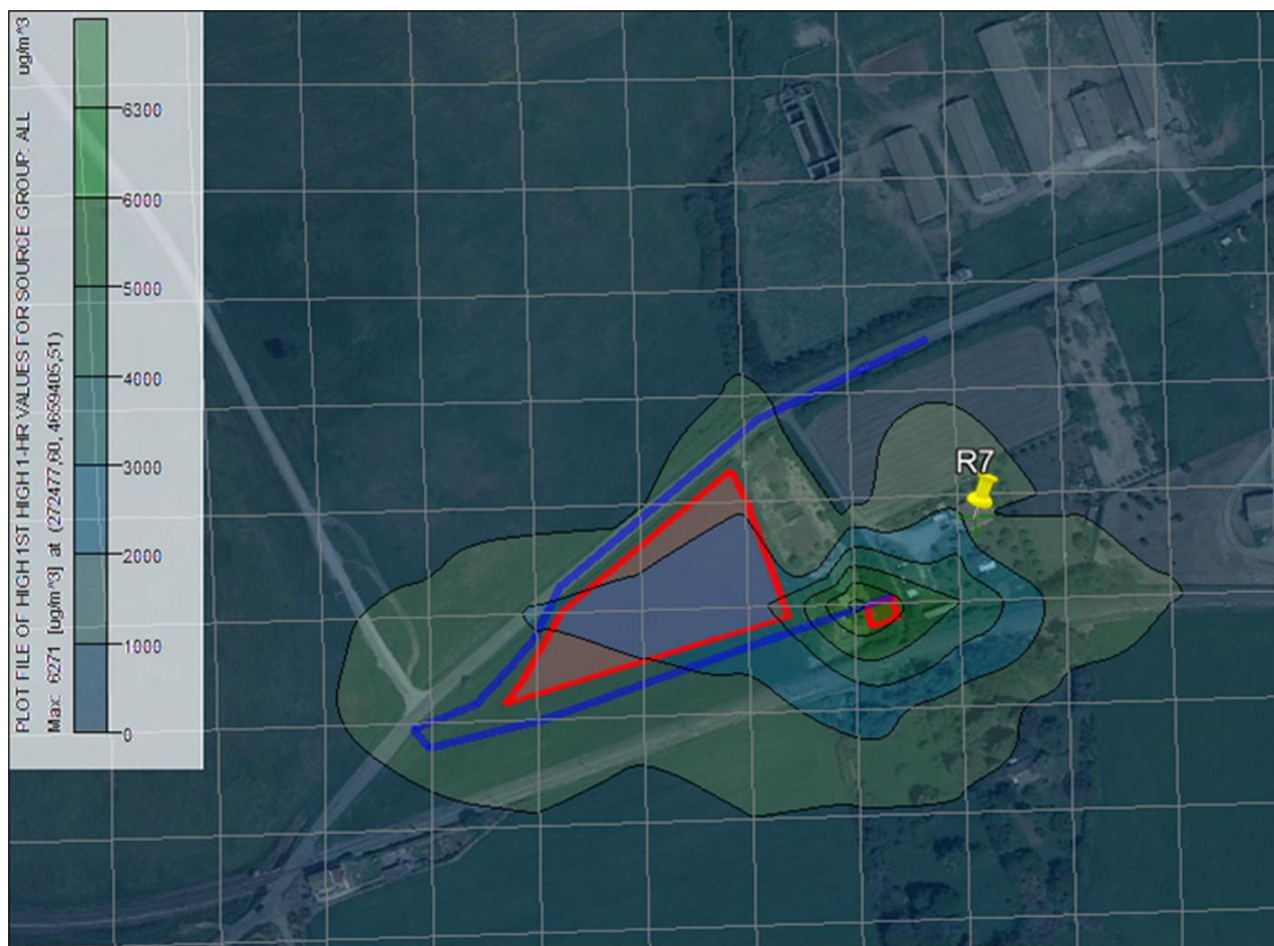 PLOT FILE OF HIGH 1ST HIGH 1-HR VALUES FOR SOURCE GROUP: ALL ug/m^3
Max: 6271 [ug/m^3] at (272477,60, 4659405,51)
6300
6000
5000
4000
3000
2000
1000
0
R7